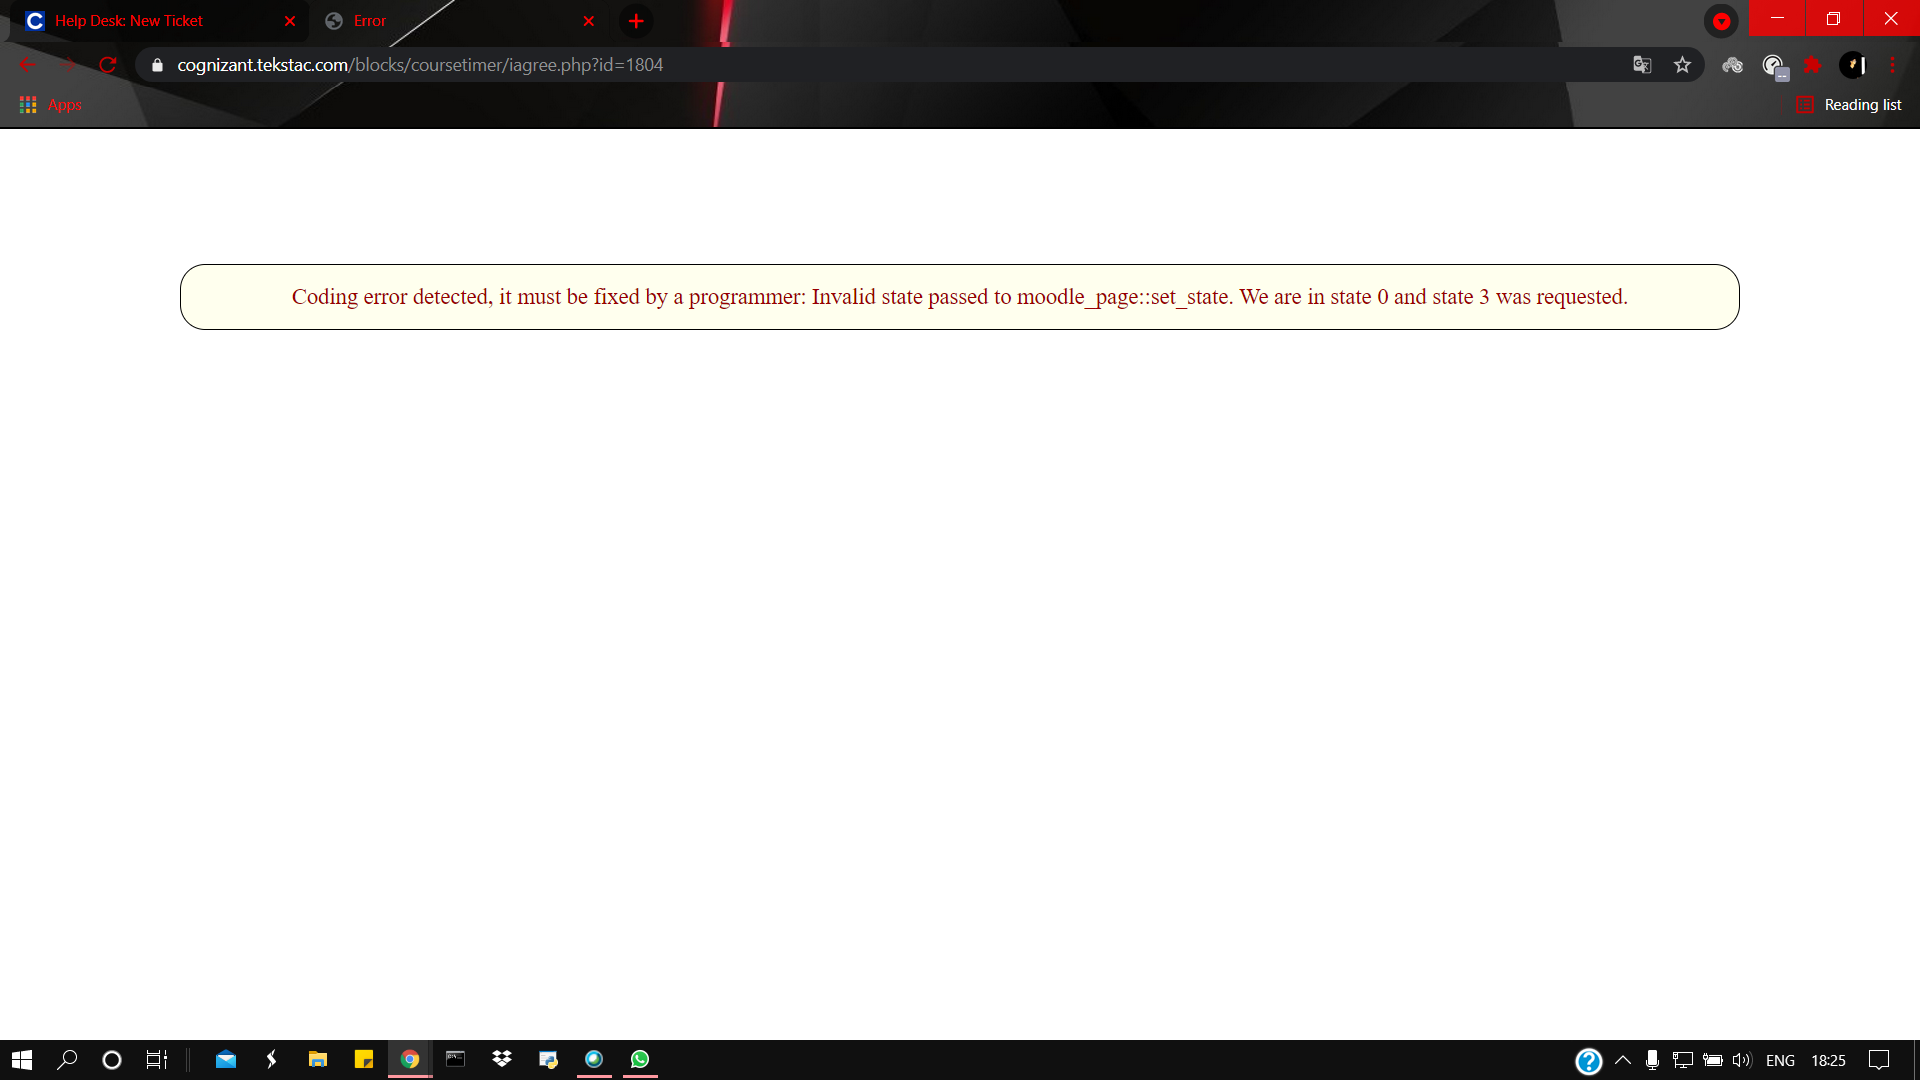 Help Desk: New Ticket
Error
cognizant.tekstac.com/blocks/coursetimer/iagree.php?id=1804
Apps
Reading list
Coding error detected, it must be fixed by a programmer: Invalid state passed to moodle_page::set_state. We are in state 0 and state 3 was requested.
ENG
18:25